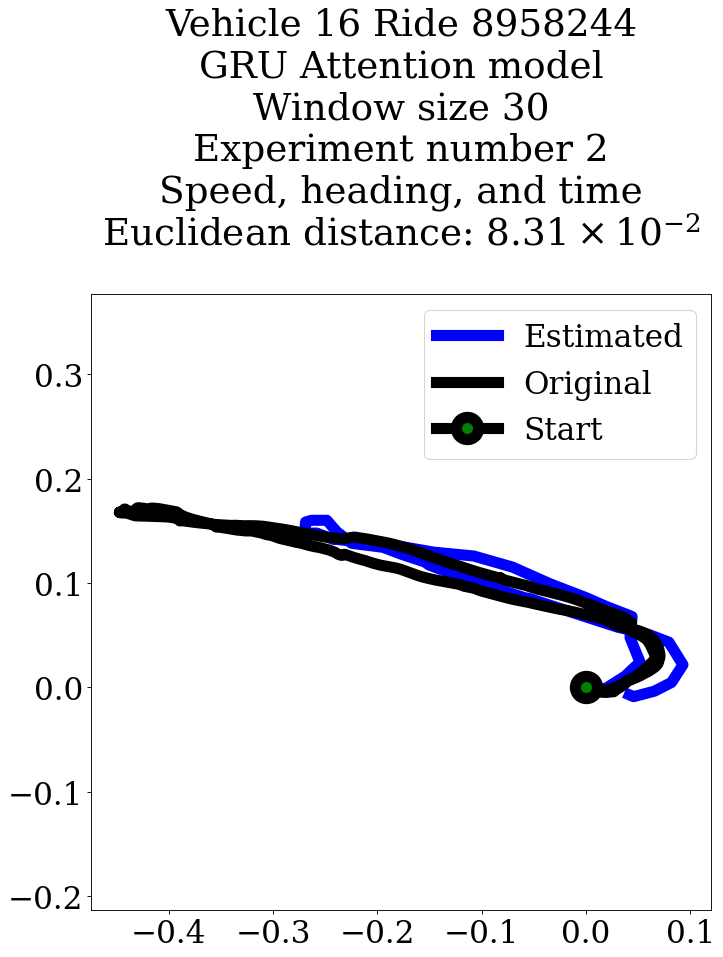 Vehicle 16 Ride 8958244
GRU Attention model
Window size 30
Experiment number 2
Speed, heading, and time
Euclidean distance: 8.31 × 10⁻²
Estimated
Original
Start
0.3
0.2
0.1
0.0
−0.1
−0.2
−0.4
−0.3
−0.2
−0.1
0.0
0.1